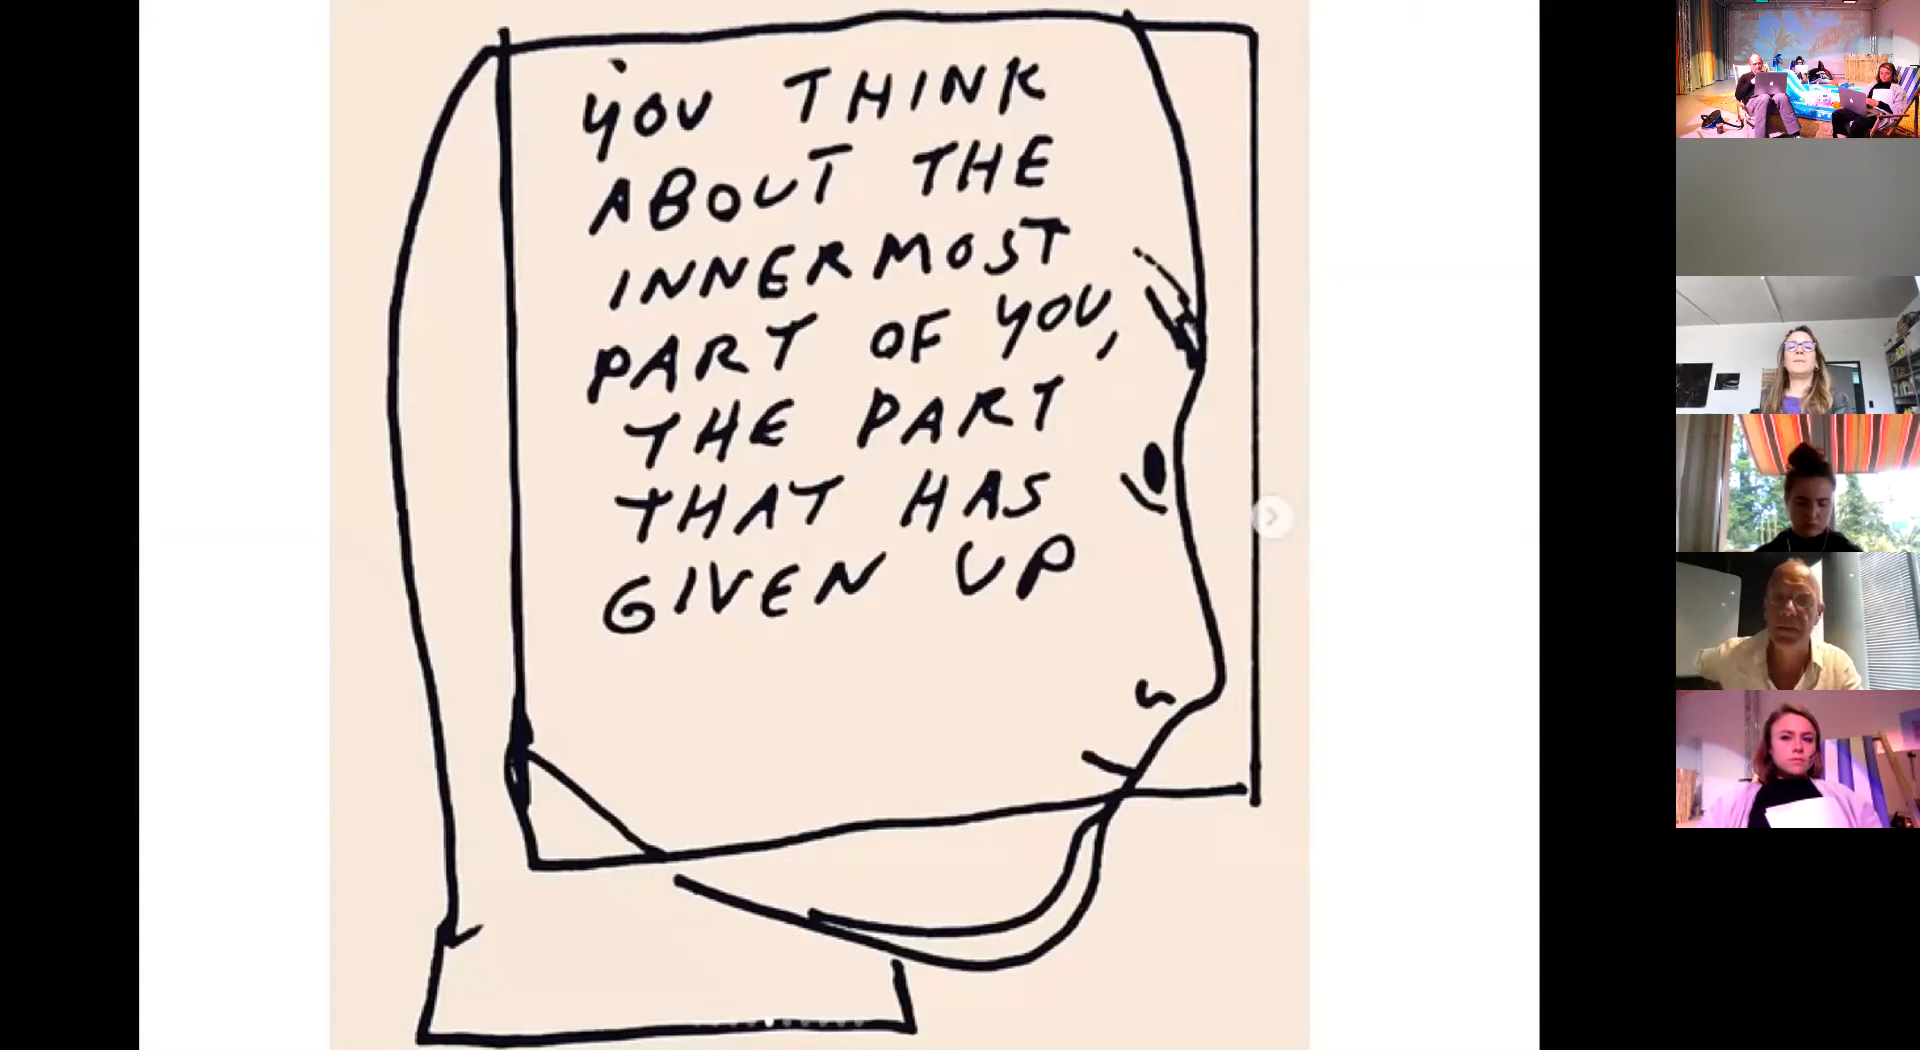 YOU THINK
ABOUT THE
INNERMOST
PART OF YOU,
THE PART
THAT HAS
GIVEN UP